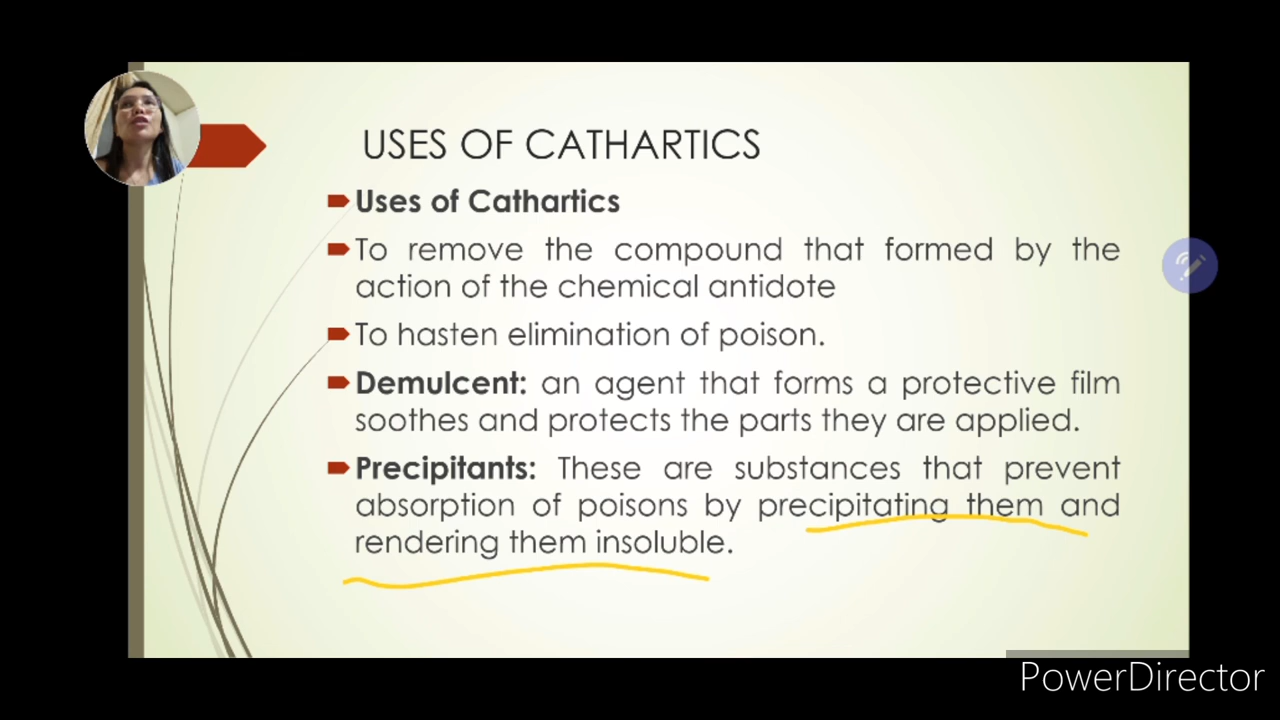 USES OF CATHARTICS
Uses of Cathartics
To remove the compound that formed by the
action of the chemical antidote
To hasten elimination of poison.
Demulcent: an agent that forms a protective film
soothes and protects the parts they are applied.
Precipitants: These are substances that prevent
absorption of poisons by precipitating them and
rendering them insoluble.
PowerDirector